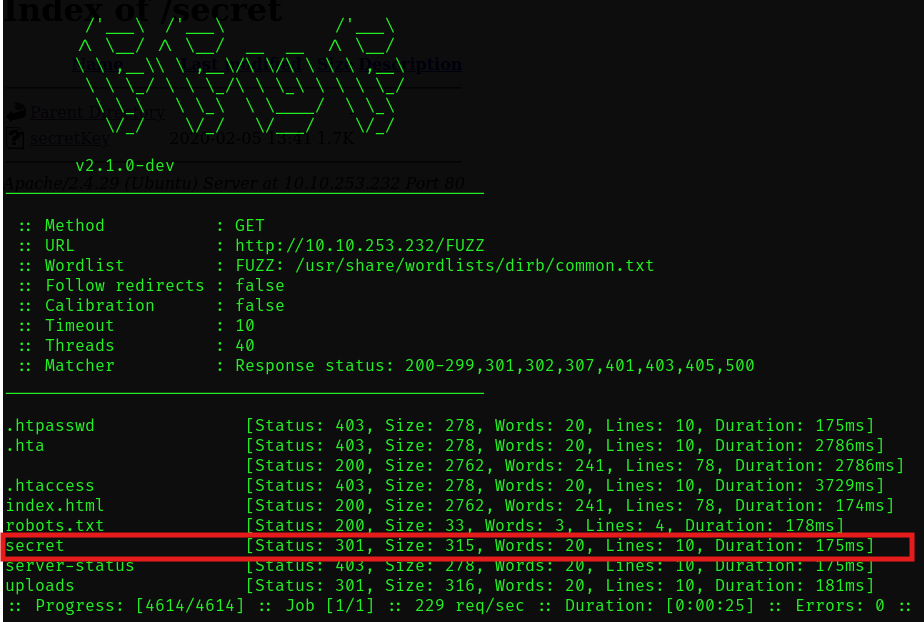 Index of /secret
Name Last modified Size Description
Parent Directory
secretKey 2020-02-05 13:41 1.7K
v2.1.0-dev
Apache/2.4.29 (Ubuntu) Server at 10.10.253.232 Port 80
:: Method : GET
:: URL : http://10.10.253.232/FUZZ
:: Wordlist : FUZZ: /usr/share/wordlists/dirb/common.txt
:: Follow redirects : false
:: Calibration : false
:: Timeout : 10
:: Threads : 40
:: Matcher : Response status: 200-299,301,302,307,401,403,405,500
.htpasswd [Status: 403, Size: 278, Words: 20, Lines: 10, Duration: 175ms]
.hta [Status: 403, Size: 278, Words: 20, Lines: 10, Duration: 2786ms]
[Status: 200, Size: 2762, Words: 241, Lines: 78, Duration: 2786ms]
.htaccess [Status: 403, Size: 278, Words: 20, Lines: 10, Duration: 3729ms]
index.html [Status: 200, Size: 2762, Words: 241, Lines: 78, Duration: 174ms]
robots.txt [Status: 200, Size: 33, Words: 3, Lines: 4, Duration: 178ms]
secret [Status: 301, Size: 315, Words: 20, Lines: 10, Duration: 175ms]
server-status [Status: 403, Size: 278, Words: 20, Lines: 10, Duration: 175ms]
uploads [Status: 301, Size: 316, Words: 20, Lines: 10, Duration: 181ms]
:: Progress: [4614/4614] :: Job [1/1] :: 229 req/sec :: Duration: [0:00:25] :: Errors: 0 ::